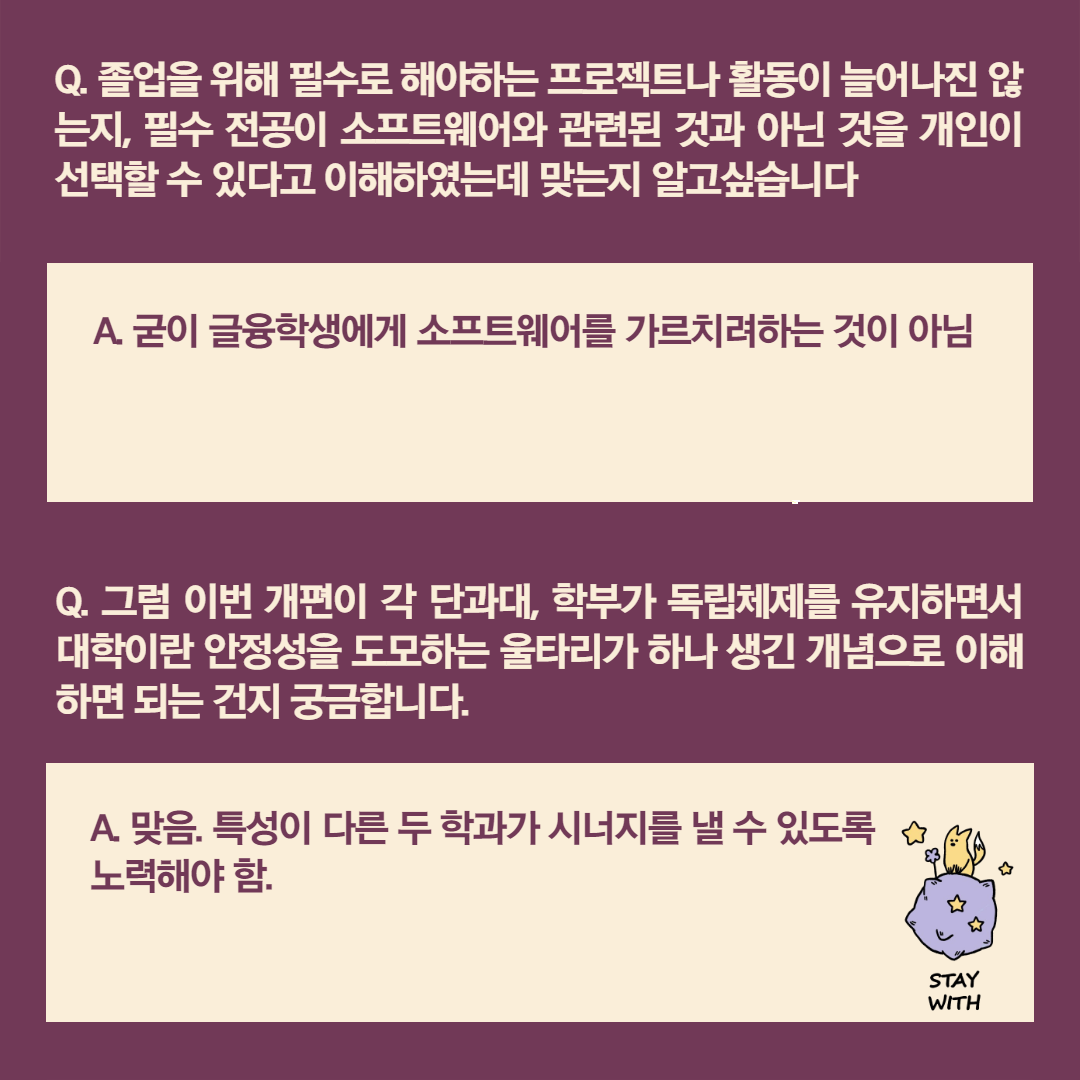 Q. 졸업을 위해 필수로 해야하는 프로젝트나 활동이 늘어나진 않
는지, 필수 전공이 소프트웨어와 관련된 것과 아닌 것을 개인이
선택할 수 있다고 이해하였는데 맞는지 알고싶습니다
A. 굳이 글융학생에게 소프트웨어를 가르치려하는 것이 아님
Q. 그럼 이번 개편이 각 단과대, 학부가 독립체제를 유지하면서
대학이란 안정성을 도모하는 울타리가 하나 생긴 개념으로 이해
하면 되는 건지 궁금합니다.
A. 맞음. 특성이 다른 두 학과가 시너지를 낼 수 있도록
노력해야 함.
STAY
WITH